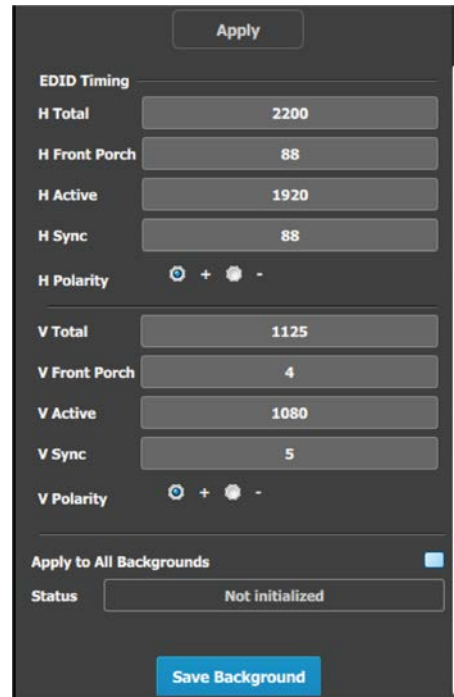 Apply
EDID Timing
H Total 2200
H Front Porch 88
H Active 1920
H Sync 88
H Polarity + -
V Total 1125
V Front Porch 4
V Active 1080
V Sync 5
V Polarity + -
Apply to All Backgrounds
Status Not initialized
Save Background